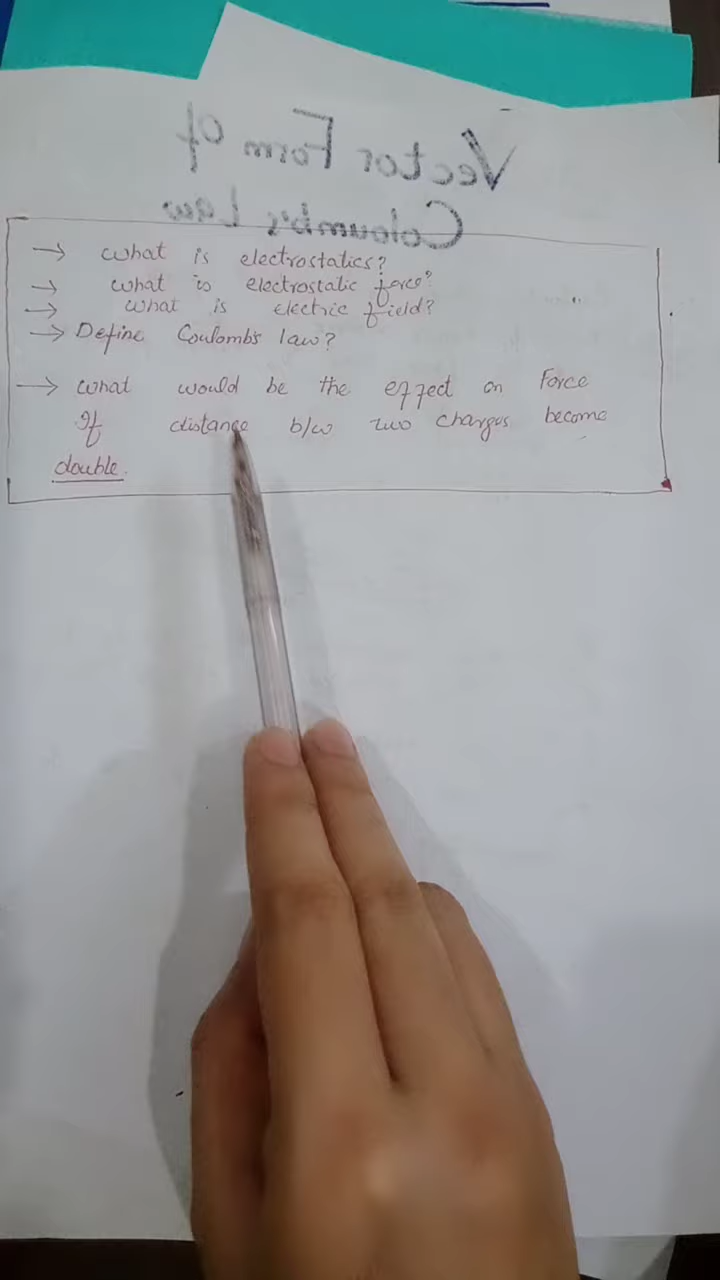 Vector Form Of
Coloumb's Law
→ what is electrostatics?
→ what is electrostatic force?
→ what is electric field?
→ Define Coulomb's law?
→ what would be the effect on Force
If distance b/w two charges become
double.